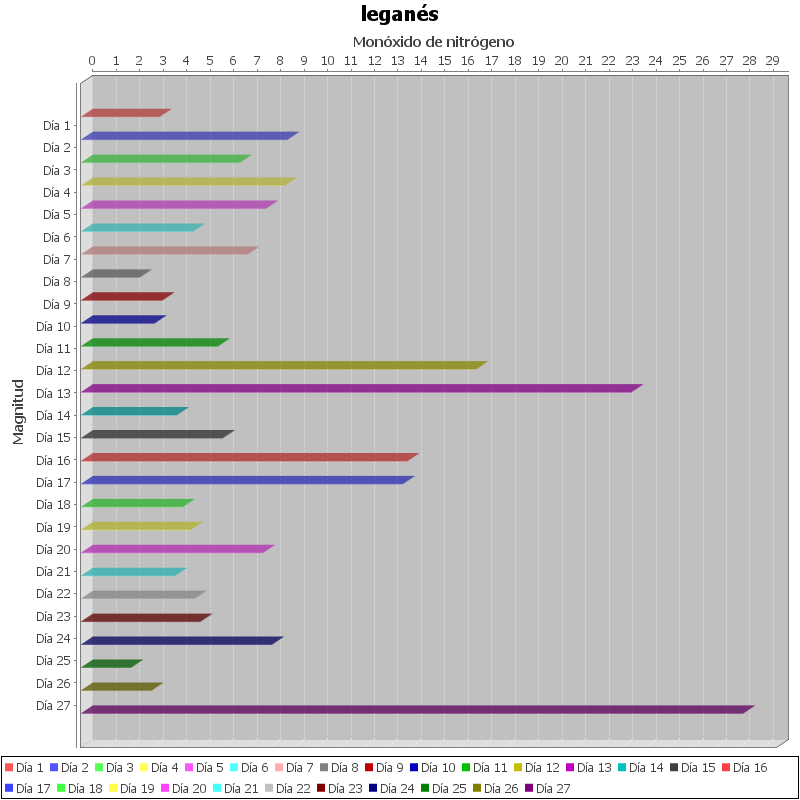 leganés
Monóxido de nitrógeno
0 1 2 3 4 5 6 7 8 9 10 11 12 13 14 15 16 17 18 19 20 21 22 23 24 25 26 27 28 29
Día 1
Día 2
Día 3
Día 4
Día 5
Día 6
Día 7
Día 8
Día 9
Día 10
Día 11
Día 12
Día 13
Día 14
Día 15
Día 16
Día 17
Día 18
Día 19
Día 20
Día 21
Día 22
Día 23
Día 24
Día 25
Día 26
Día 27
Magnitud
Día 1 Día 2 Día 3 Día 4 Día 5 Día 6 Día 7 Día 8 Día 9 Día 10 Día 11 Día 12 Día 13 Día 14 Día 15 Día 16
Día 17 Día 18 Día 19 Día 20 Día 21 Día 22 Día 23 Día 24 Día 25 Día 26 Día 27